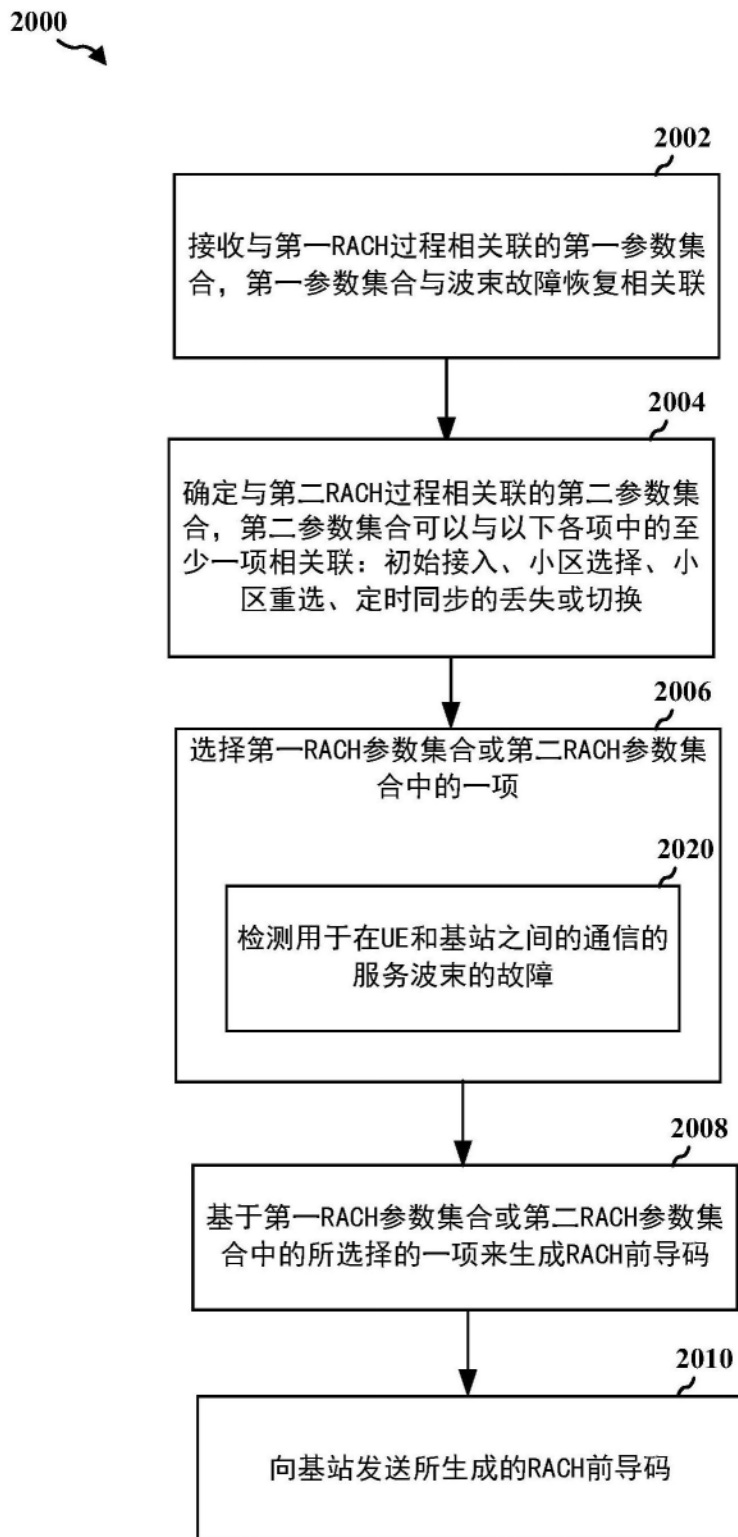 2000
2002
接收与第一RACH过程相关联的第一参数集
合，第一参数集合与波束故障恢复相关联
2004
确定与第二RACH过程相关联的第二参数集
合，第二参数集合可以与以下各项中的至
少一项相关联：初始接入、小区选择、小
区重选、定时同步的丢失或切换
2006
选择第一RACH参数集合或第二RACH参数集
合中的一项
2020
检测用于在UE和基站之间的通信的
服务波束的故障
2008
基于第一RACH参数集合或第二RACH参数集
合中的所选择的一项来生成RACH前导码
2010
向基站发送所生成的RACH前导码